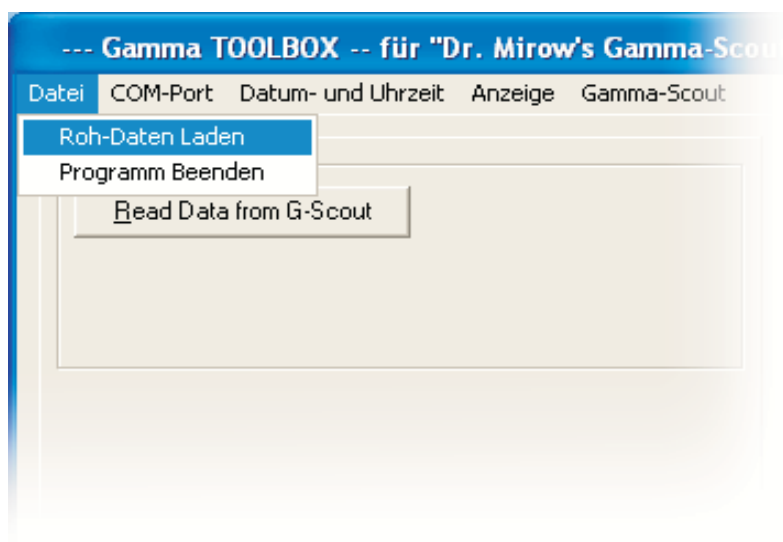 --- Gamma TOOLBOX -- für "Dr. Mirow's Gamma-Scou
Datei COM-Port Datum- und Uhrzeit Anzeige Gamma-Scout
Roh-Daten Laden
Programm Beenden
Read Data from G-Scout